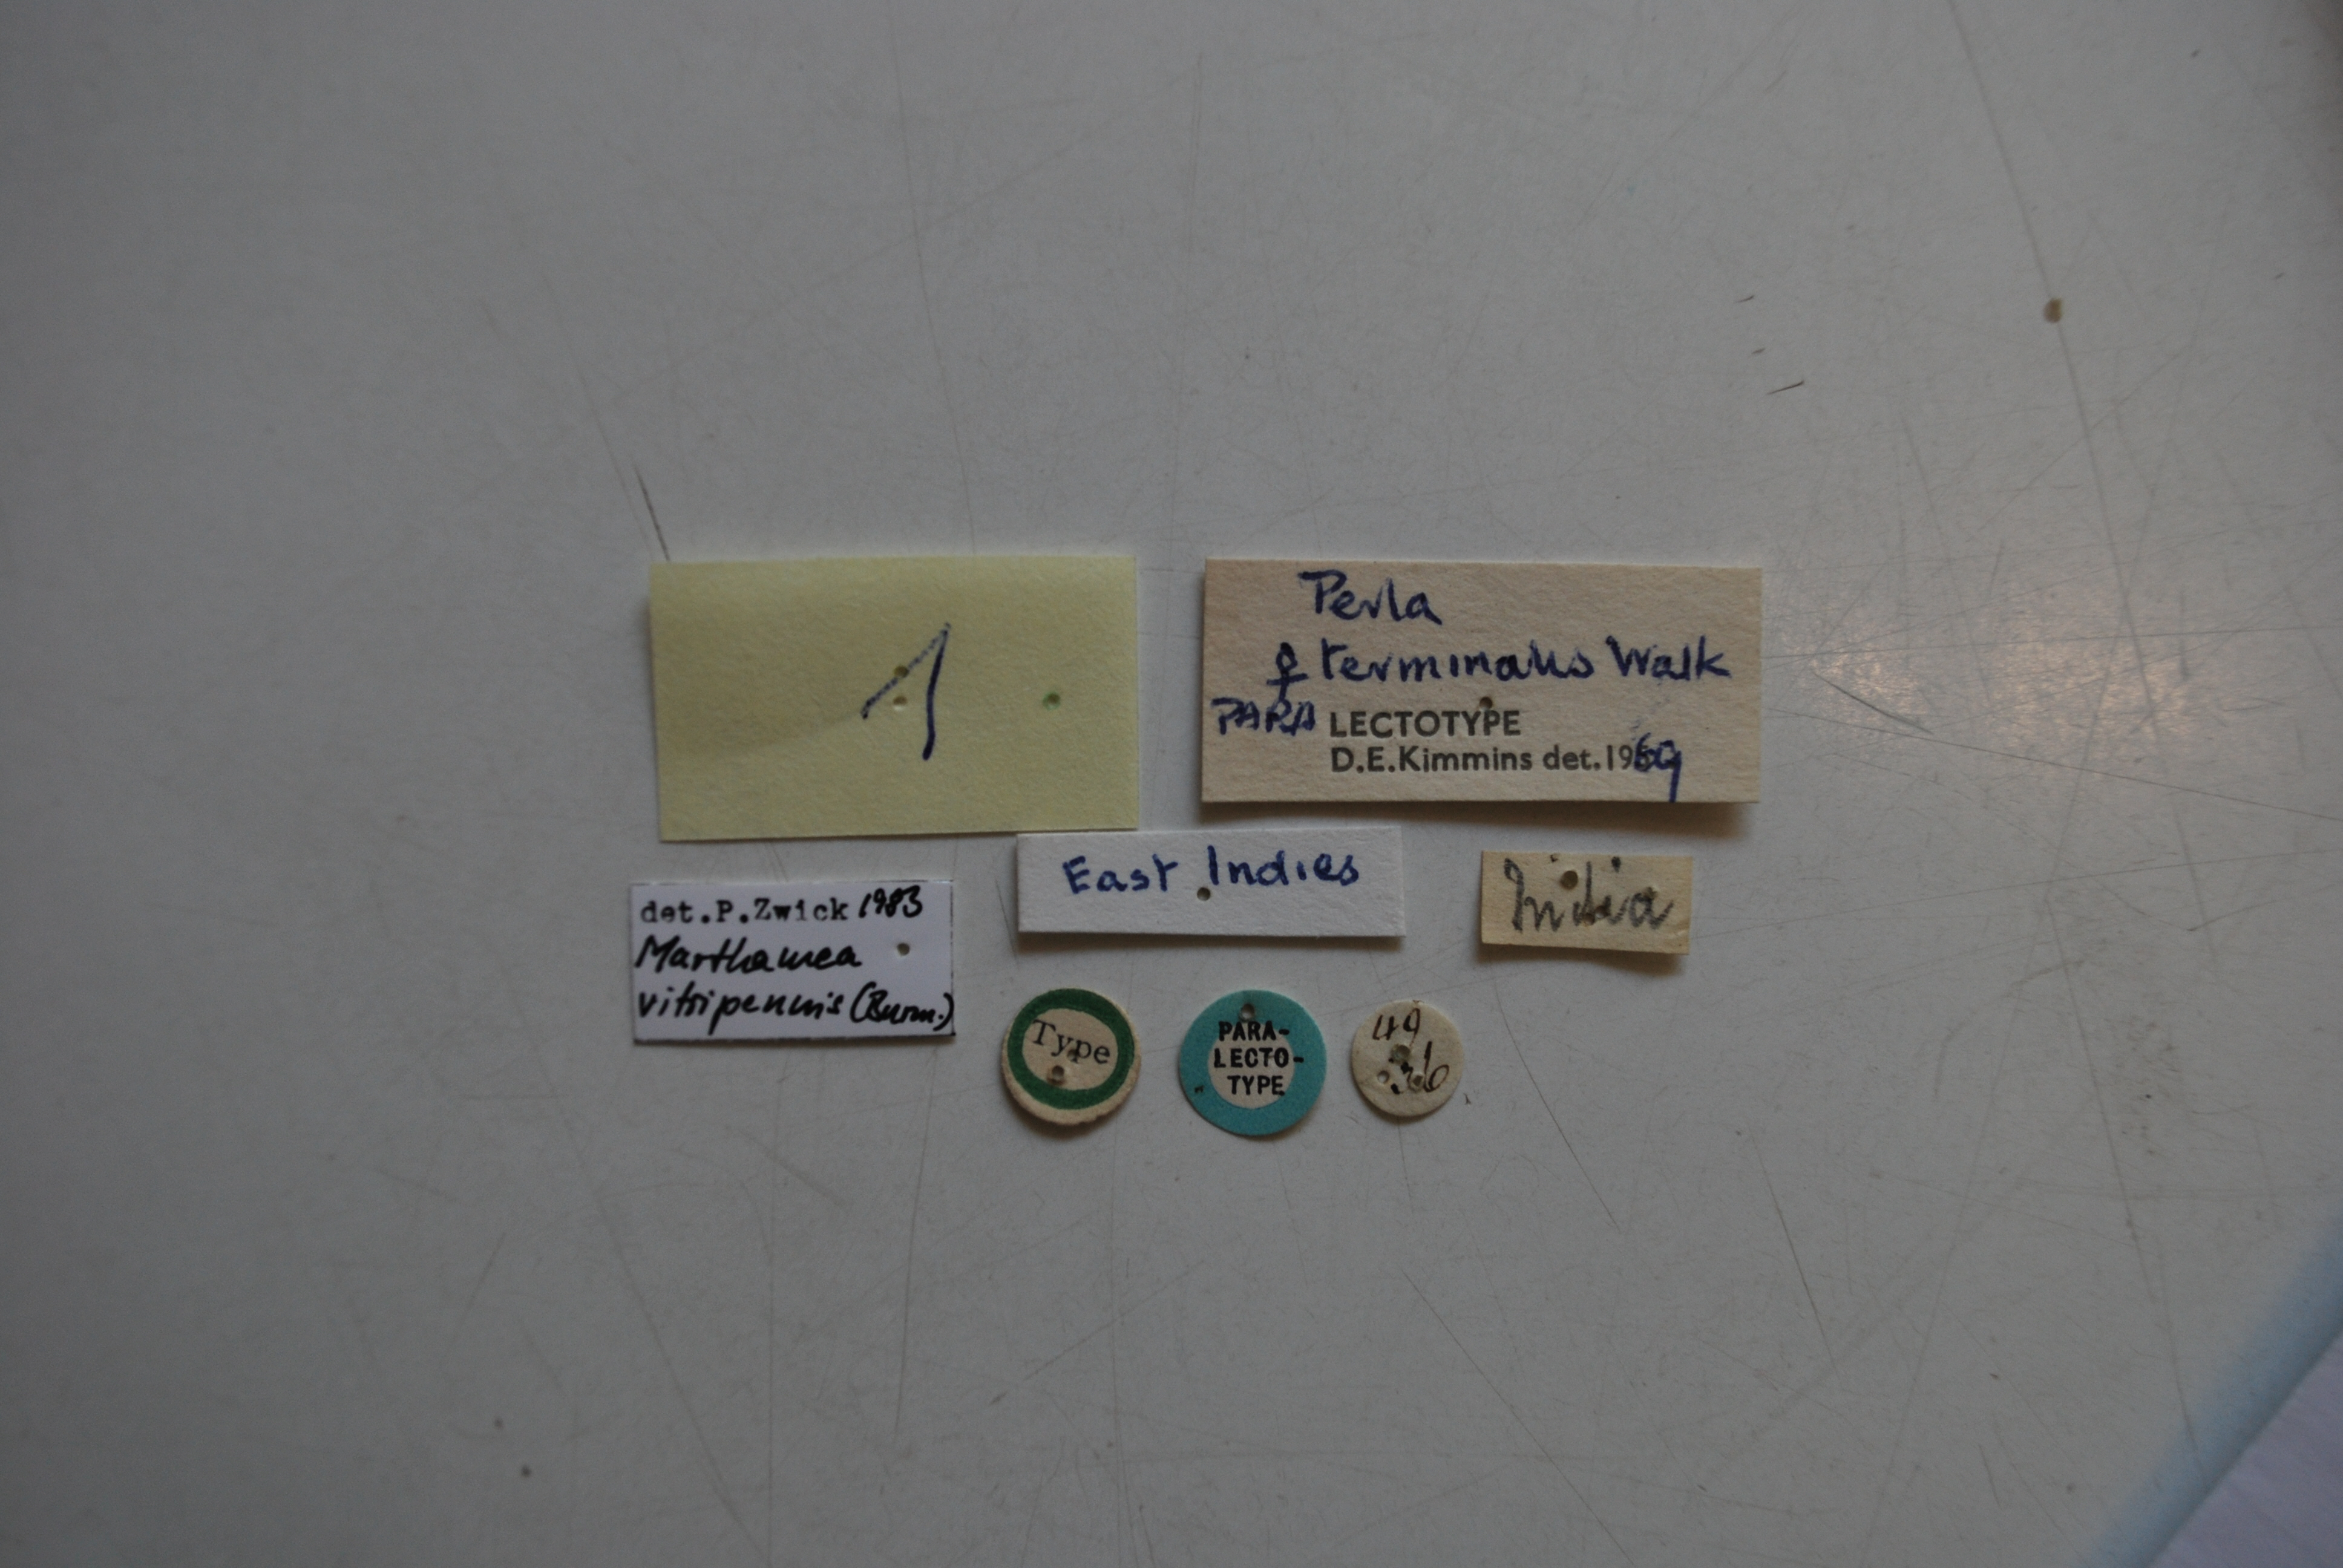 1
Perla
♀ terminalis Walk
PARA LECTOTYPE
D.E.Kimmins det.1969
East Indies
India
det.P.Zwick 1983
Marthamea
vitripennis (Burm.)
Type
PARA-
LECTO-
TYPE
49
36